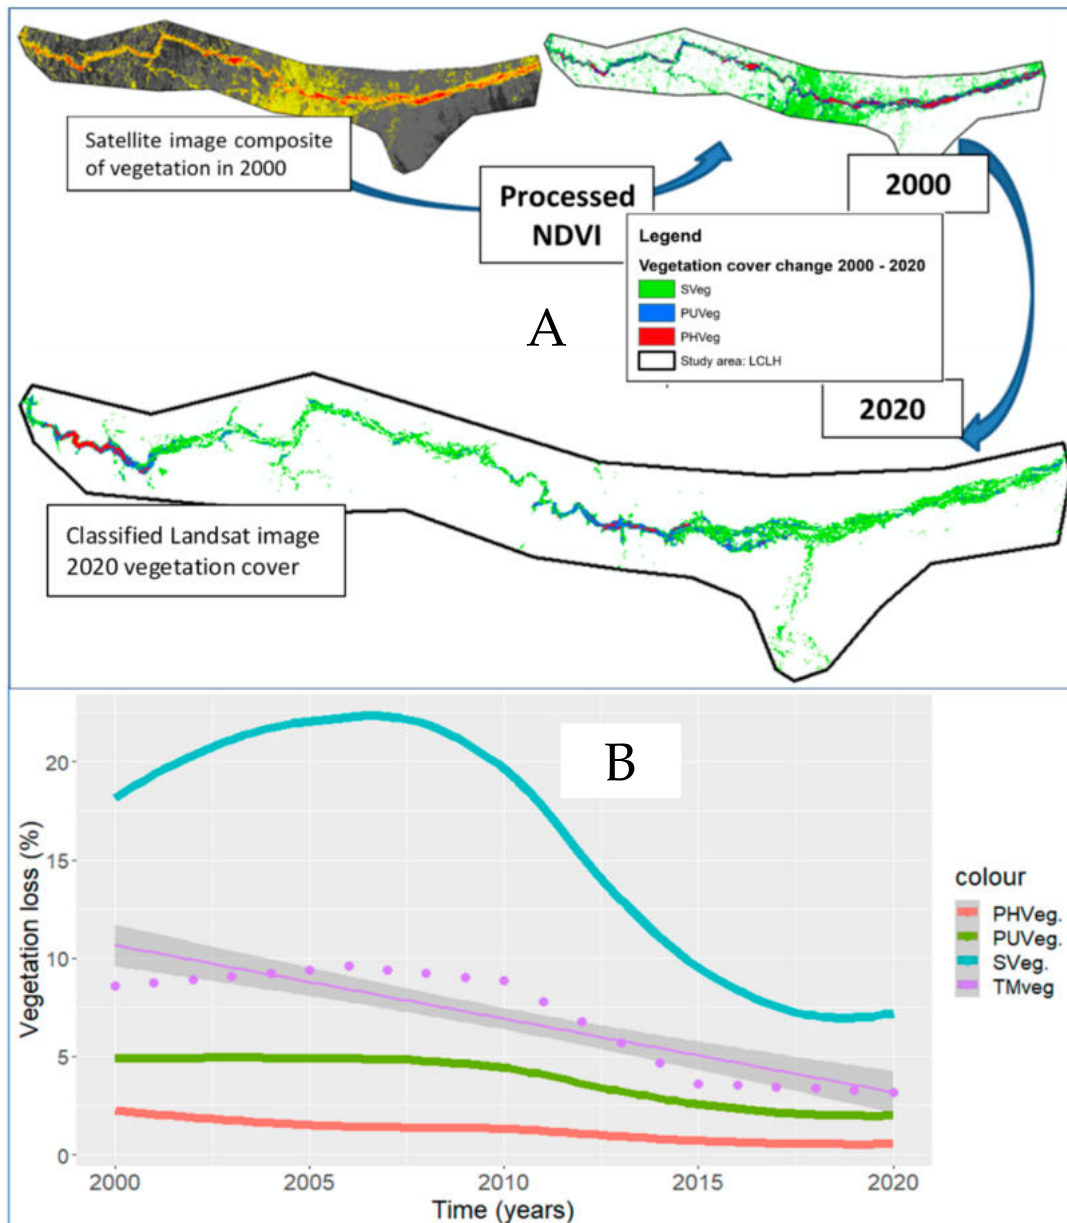 Satellite image composite
of vegetation in 2000
Processed
NDVI
2000
Legend
Vegetation cover change 2000 - 2020
SVeg
PUVeg
PHVeg
Study area: LCLH
A
2020
Classified Landsat image
2020 vegetation cover
B
Vegetation loss (%)
20
15
10
5
0
2000 2005 2010 2015 2020
Time (years)
colour
PHVeg.
PUVeg.
SVeg.
TMveg